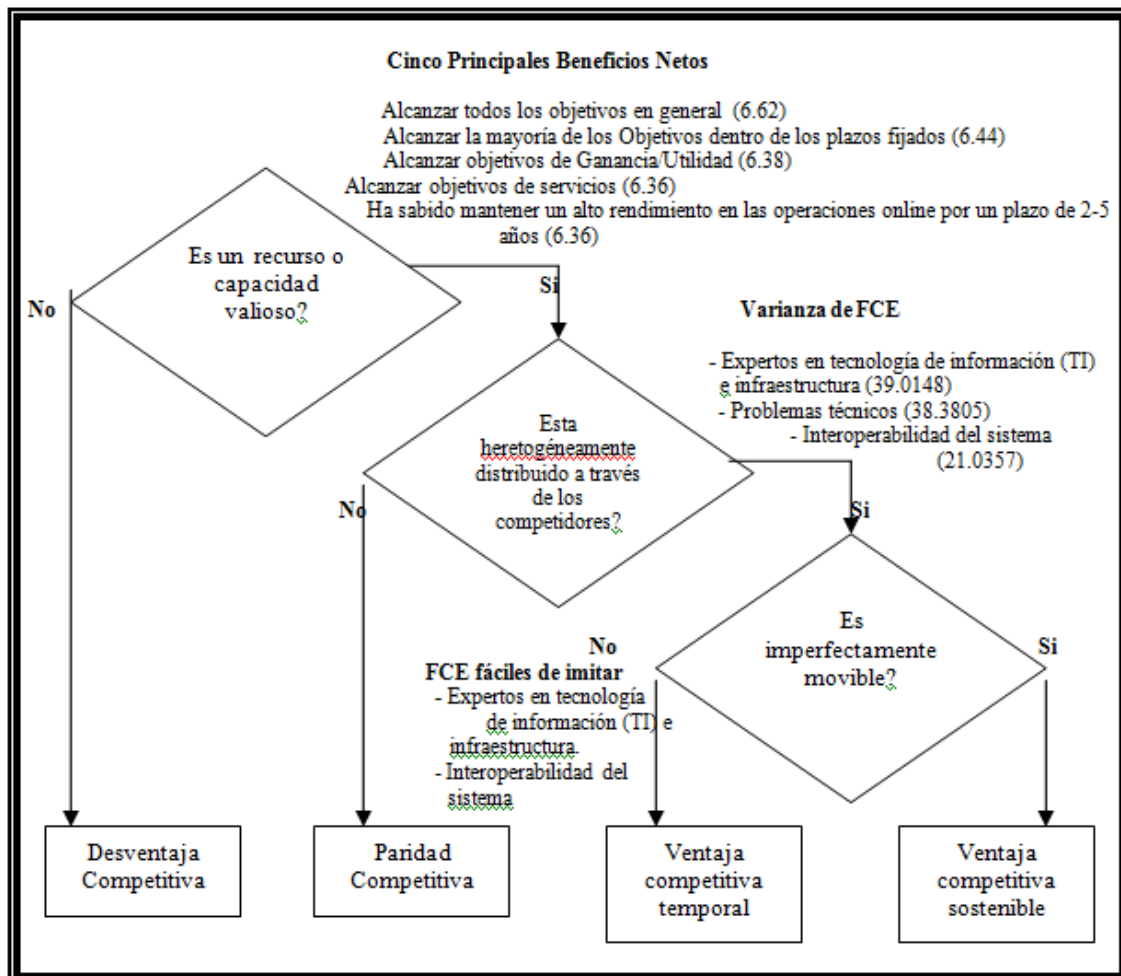 Cinco Principales Beneficios Netos
Alcanzar todos los objetivos en general (6.62)
Alcanzar la mayoría de los Objetivos dentro de los plazos fijados (6.44)
Alcanzar objetivos de Ganancia/Utilidad (6.38)
Alcanzar objetivos de servicios (6.36)
Ha sabido mantener un alto rendimiento en las operaciones online por un plazo de 2-5
años (6.36)
Es un recurso o
capacidad
valioso?
No
Si
Varianza de FCE
- Expertos en tecnología de información (TI)
e infraestructura (39.0148)
- Problemas técnicos (38.3805)
- Interoperabilidad del sistema
(21.0357)
Esta
heretogéneamente
distribuido a través
de los
competidores?
No
Si
Es
imperfectamente
movible?
No
Si
FCE fáciles de imitar
- Expertos en tecnología
de información (TI) e
infraestructura.
- Interoperabilidad del
sistema
Desventaja
Competitiva
Paridad
Competitiva
Ventaja
competitiva
temporal
Ventaja
competitiva
sostenible